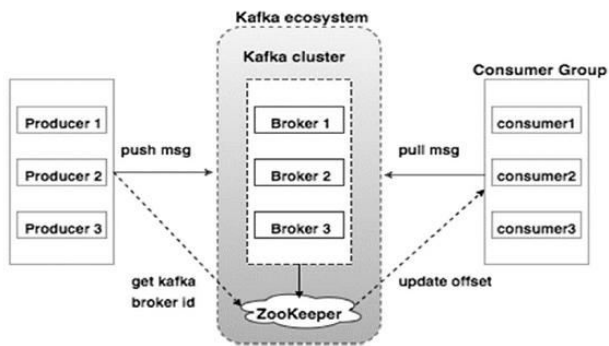 Kafka ecosystem
Kafka cluster
Consumer Group
Producer 1
Producer 2
Producer 3
push msg
Broker 1
Broker 2
Broker 3
pull msg
consumer1
consumer2
consumer3
get kafka
broker id
ZooKeeper
update offset